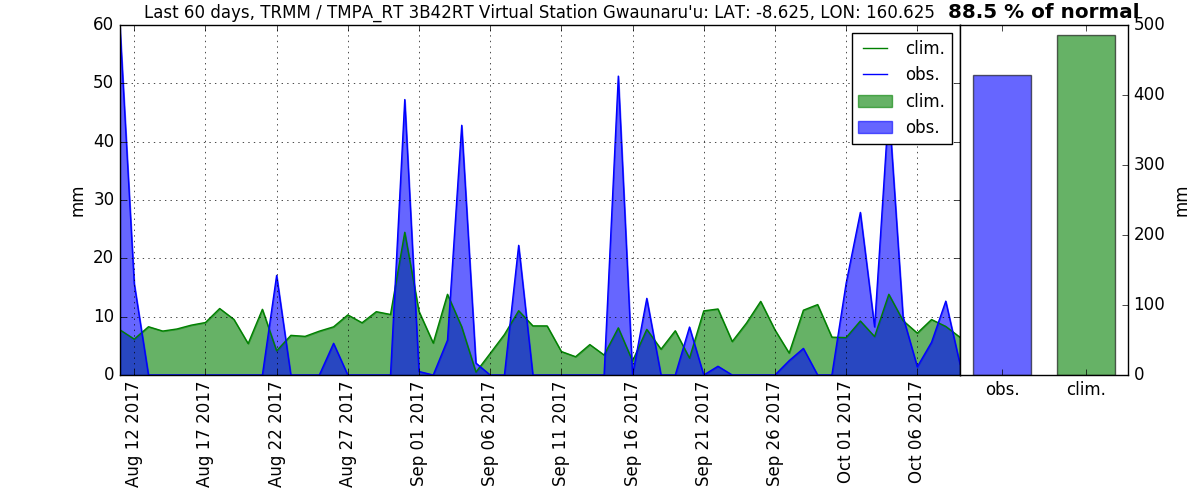 Last 60 days, TRMM / TMPA_RT 3B42RT Virtual Station Gwaunaru'u: LAT: -8.625, LON: 160.625
88.5 % of normal
60
50
40
30
20
10
0
mm
clim.
obs.
clim.
obs.
500
400
300
200
100
0
mm
obs.
clim.
Aug 12 2017
Aug 17 2017
Aug 22 2017
Aug 27 2017
Sep 01 2017
Sep 06 2017
Sep 11 2017
Sep 16 2017
Sep 21 2017
Sep 26 2017
Oct 01 2017
Oct 06 2017